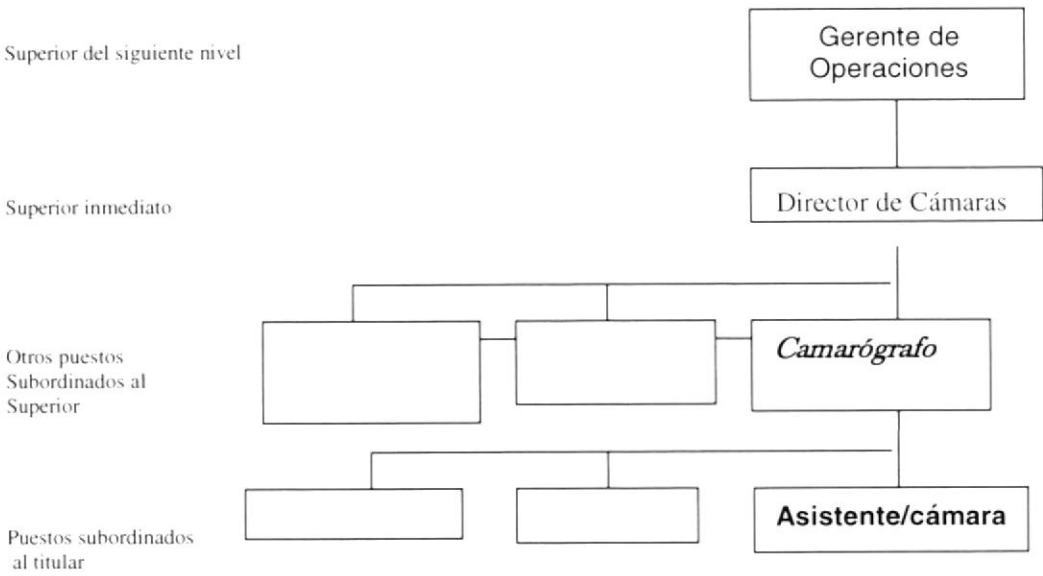 Superior del siguiente nivel
Gerente de
Operaciones
Superior inmediato
Director de Cámaras
Otros puestos
Subordinados al
Superior
Camarógrafo
Puestos subordinados
al titular
Asistente/cámara